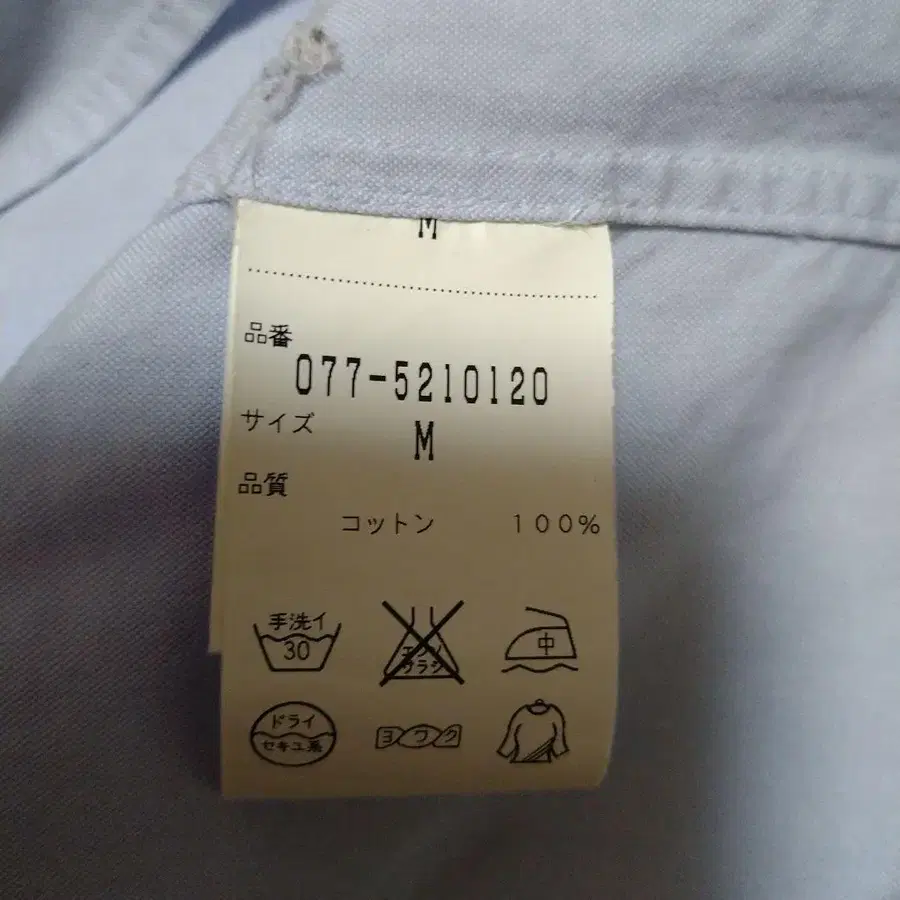 M
品番
077-5210120
サイズ
M
品質
コットン 100%
手洗イ
30
エンソ
サラシ
中
ドライ
セキユ系
ヨワク